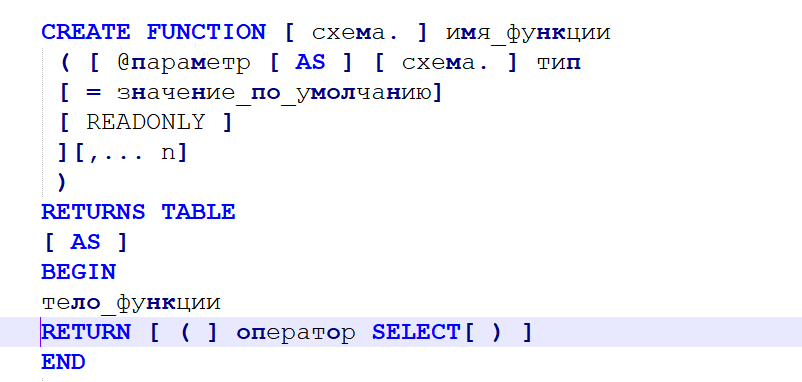 CREATE FUNCTION [ схема. ] имя_функции
( [ @параметр [ AS ] [ схема. ] тип
[ = значение_по_умолчанию]
[ READONLY ]
][,... n]
)
RETURNS TABLE
[ AS ]
BEGIN
тело_функции
RETURN [ ( ] оператор SELECT[ ) ]
END